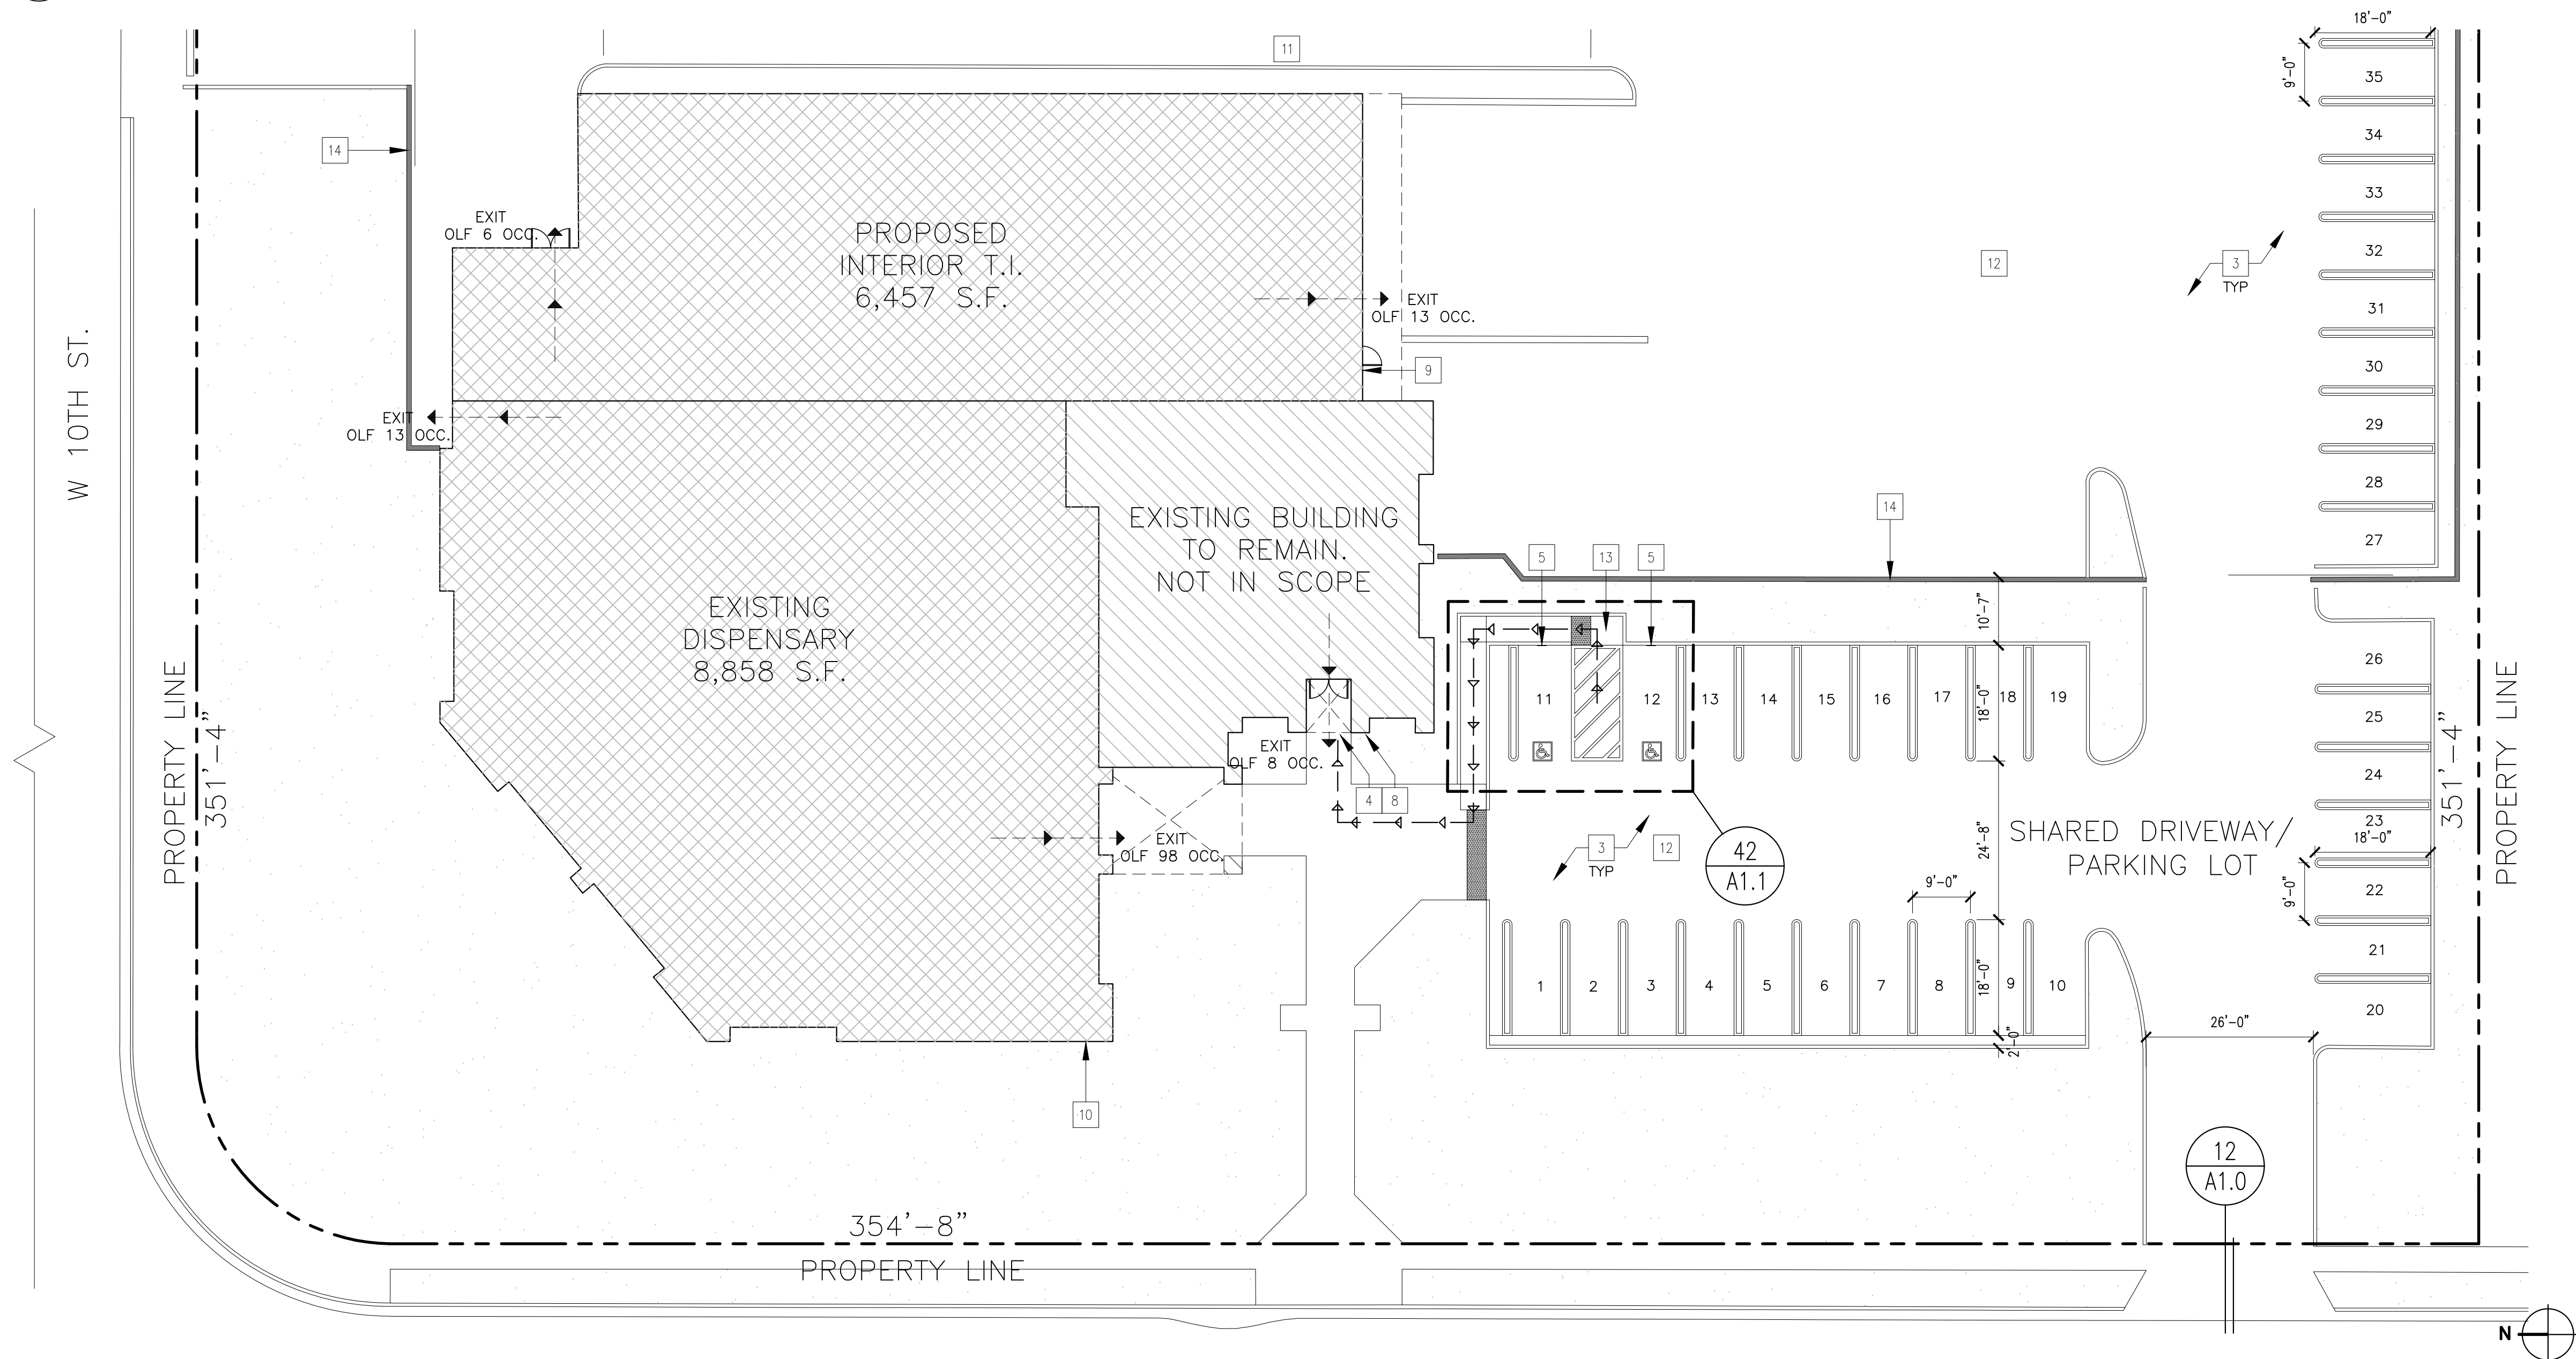 18'-0"
11
9'-0"
35
14
34
33
EXIT
OLF 6 OCC.
PROPOSED
INTERIOR T.I.
6,457 S.F.
32
12
3
TYP
EXIT
OLF 13 OCC.
31
9
30
W 10TH ST.
EXIT
OLF 13 OCC.
29
28
14
EXISTING BUILDING
TO REMAIN.
NOT IN SCOPE
27
5
13
5
EXISTING
DISPENSARY
8,858 S.F.
10'-7"
26
11
12
13
14
15
16
17
18'-0"
18
19
25
PROPERTY LINE
351'-4"
EXIT
OLF 8 OCC.
4
8
24
23
18'-0"
351'-4"
PROPERTY LINE
EXIT
OLF 98 OCC.
3
TYP
12
42
A1.1
24'-8"
SHARED DRIVEWAY/
PARKING LOT
9'-0"
9'-0"
22
21
1
2
3
4
5
6
7
8
18'-0"
9
10
20
2'-0"
26'-0"
10
12
A1.0
354'-8"
PROPERTY LINE
N